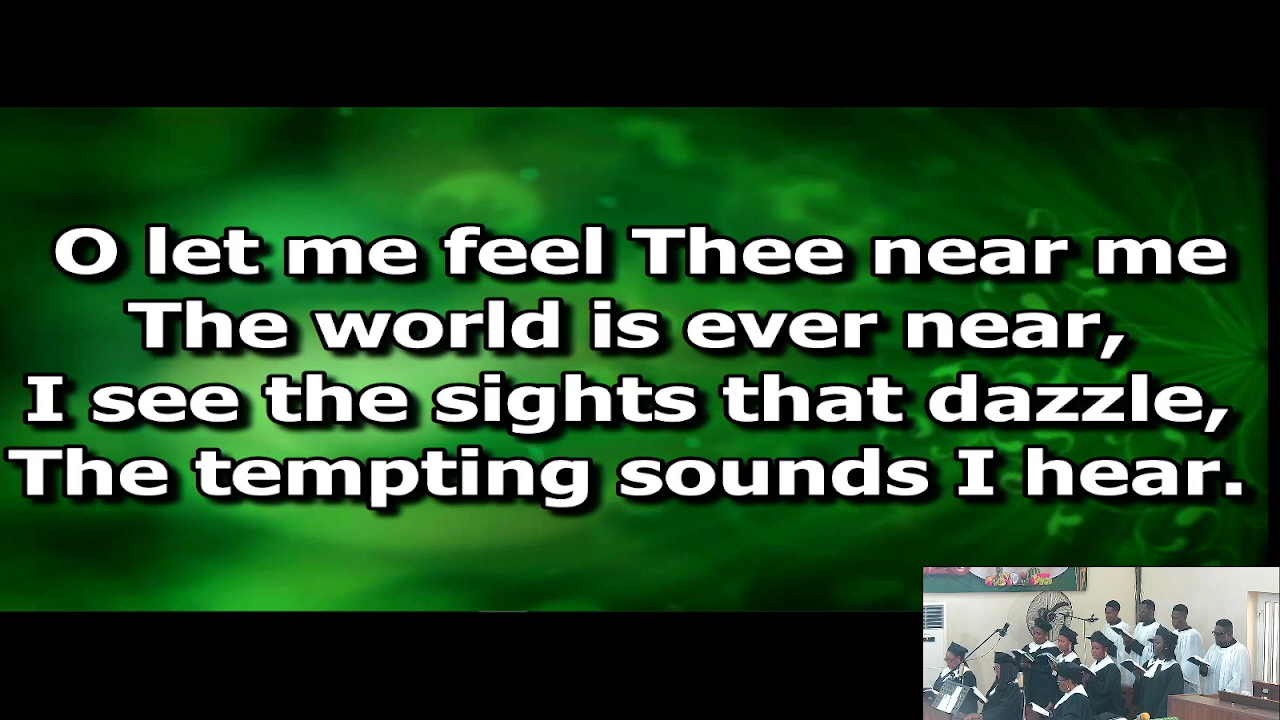 O let me feel Thee near me
The world is ever near,
I see the sights that dazzle,
The tempting sounds I hear.